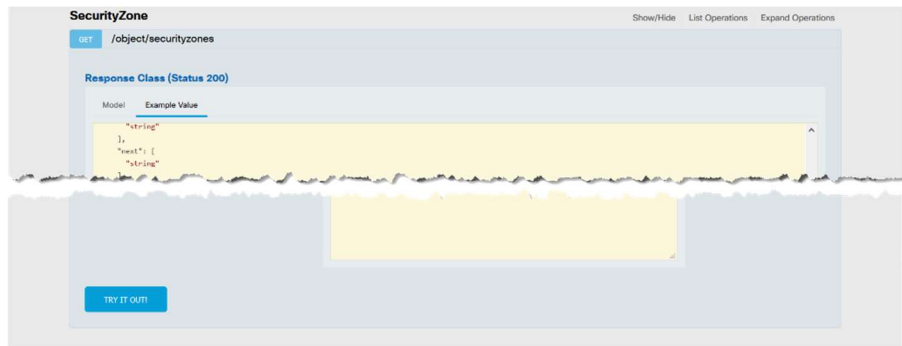 SecurityZone Show/Hide List Operations Expand Operations
GET /object/securityzones
Response Class (Status 200)
Model Example Value
"string"
],
"next": [
"string"
TRY IT OUT!